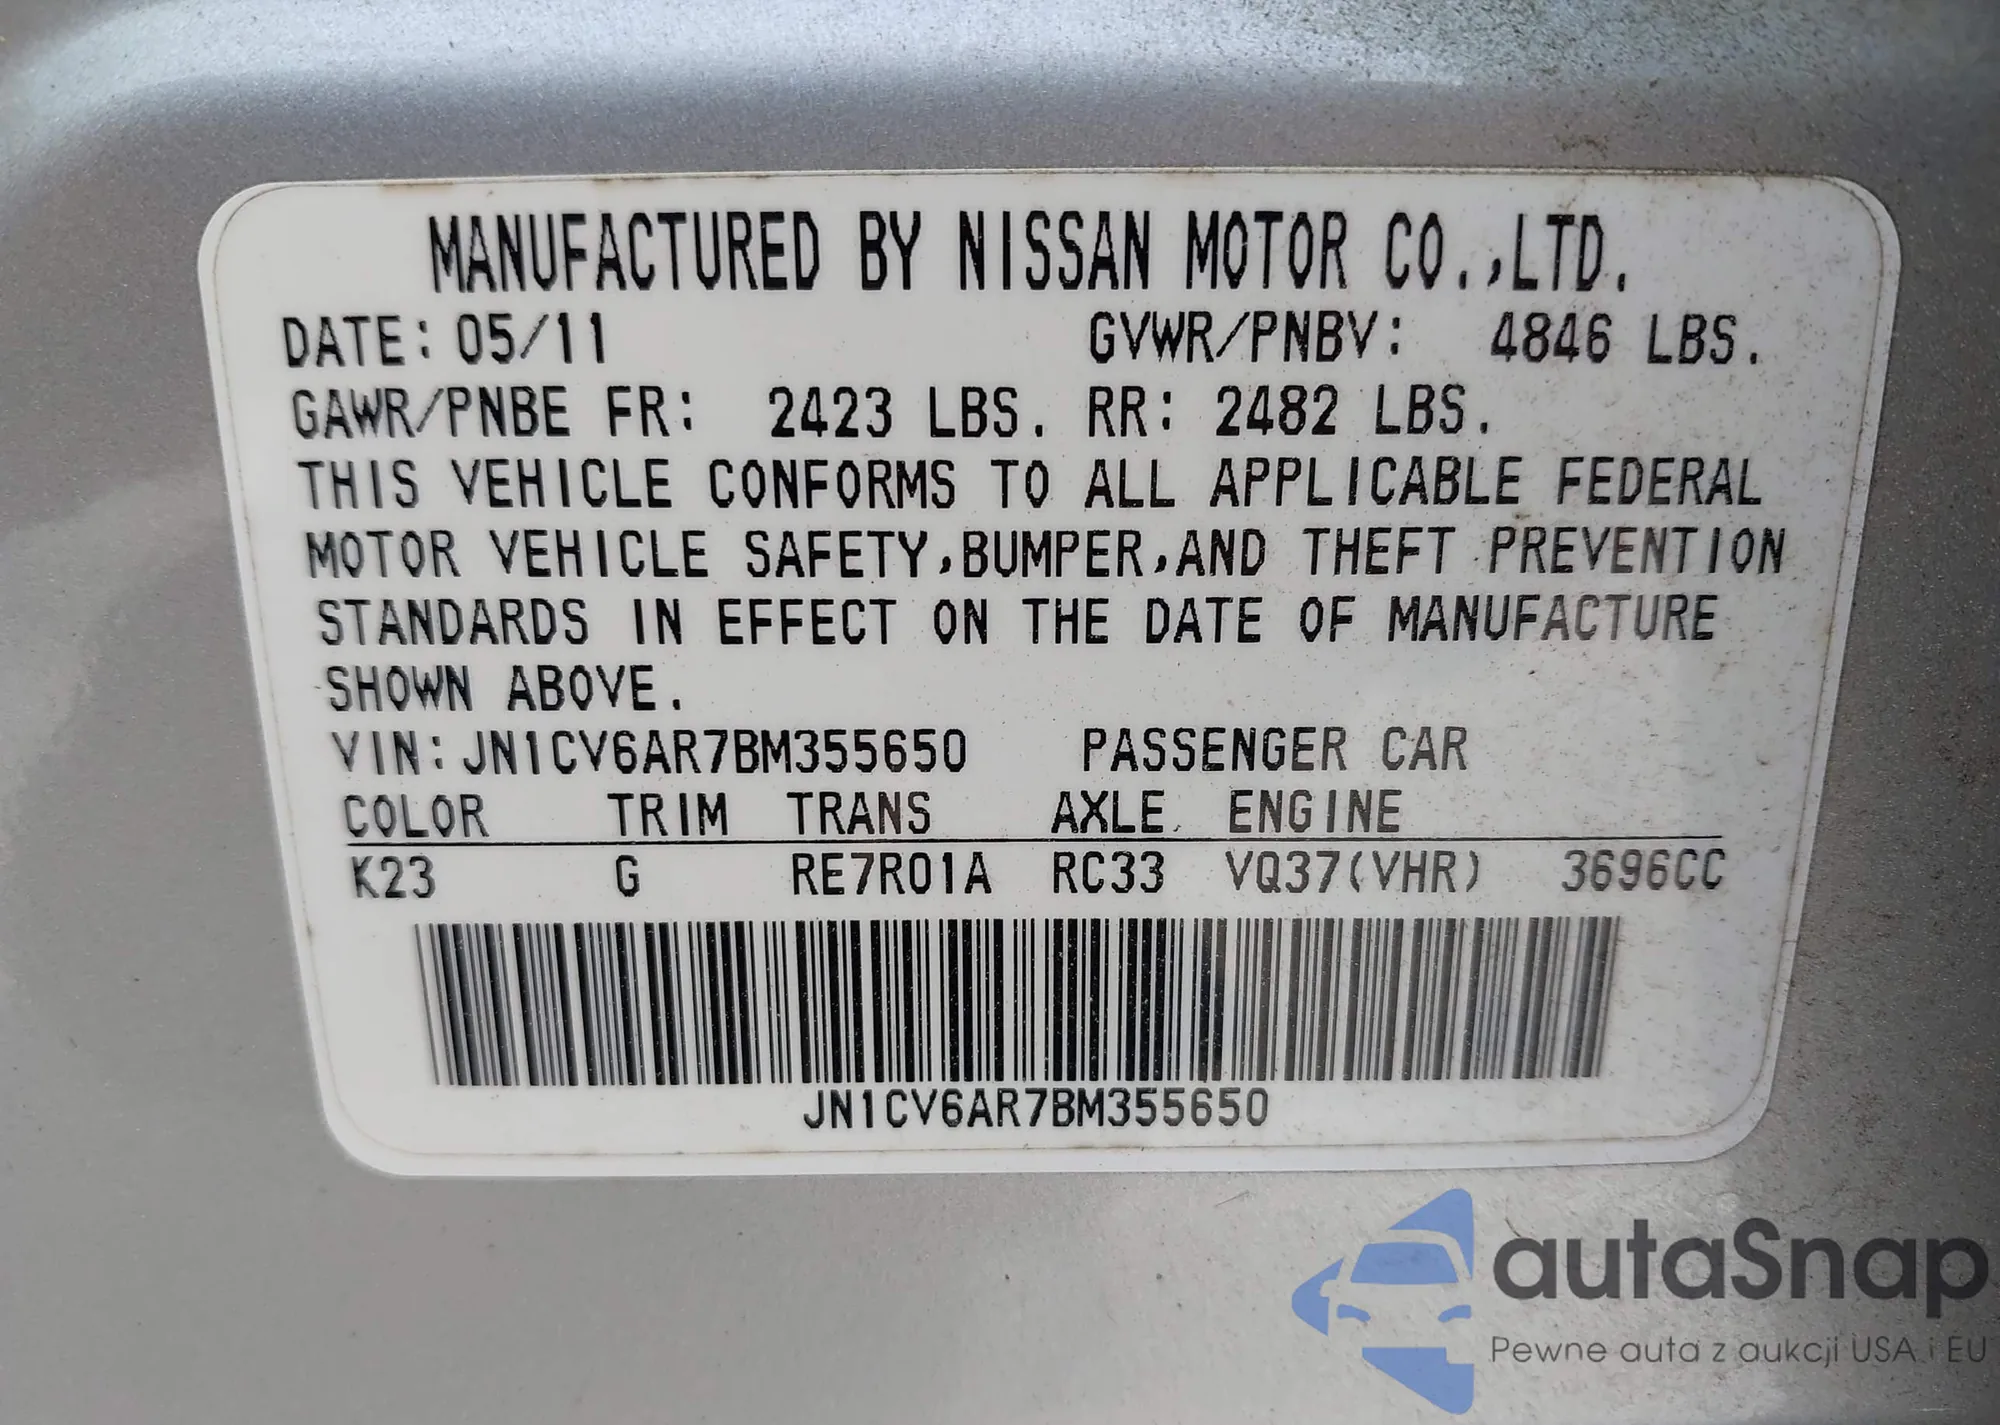 MANUFACTURED BY NISSAN MOTOR CO.,LTD.
DATE: 05/11 GVWR/PNBV: 4846 LBS.
GAWR/PNBE FR: 2423 LBS. RR: 2482 LBS.
THIS VEHICLE CONFORMS TO ALL APPLICABLE FEDERAL
MOTOR VEHICLE SAFETY,BUMPER,AND THEFT PREVENTION
STANDARDS IN EFFECT ON THE DATE OF MANUFACTURE
SHOWN ABOVE.
VIN:JN1CV6AR7BM355650 PASSENGER CAR
COLOR TRIM TRANS AXLE ENGINE
K23 G RE7R01A RC33 VQ37(VHR) 3696CC
JN1CV6AR7BM355650
autaSnap
Pewne auta z aukcji USA i EU